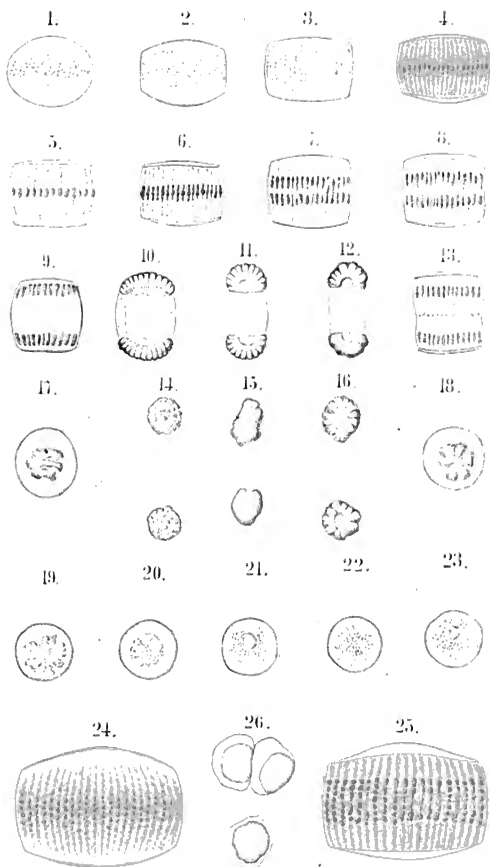 1. 2. 3. 4.
5. 6. 7. 8.
9. 10. 11. 12. 13.
17. 14. 15. 16. 18.
19. 20. 21. 22. 23.
24. 26. 25.